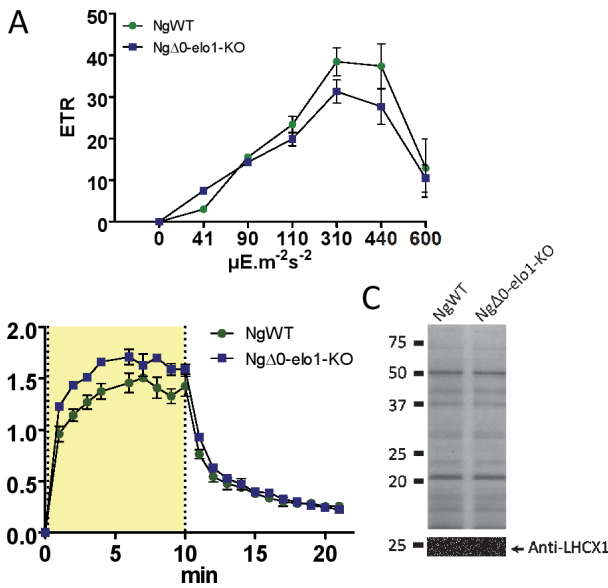 A
NgWT
NgΔ0-elo1-KO
ETR
50
40
30
20
10
0
0 41 90 110 310 440 600
µE.m⁻²s⁻²
NgWT
NgΔ0-elo1-KO
2.0
1.5
1.0
0.5
0.0
0 5 10 15 20
min
C
NgWT
NgΔ0-elo1-KO
75
50
37
25
20
25
Anti-LHCX1